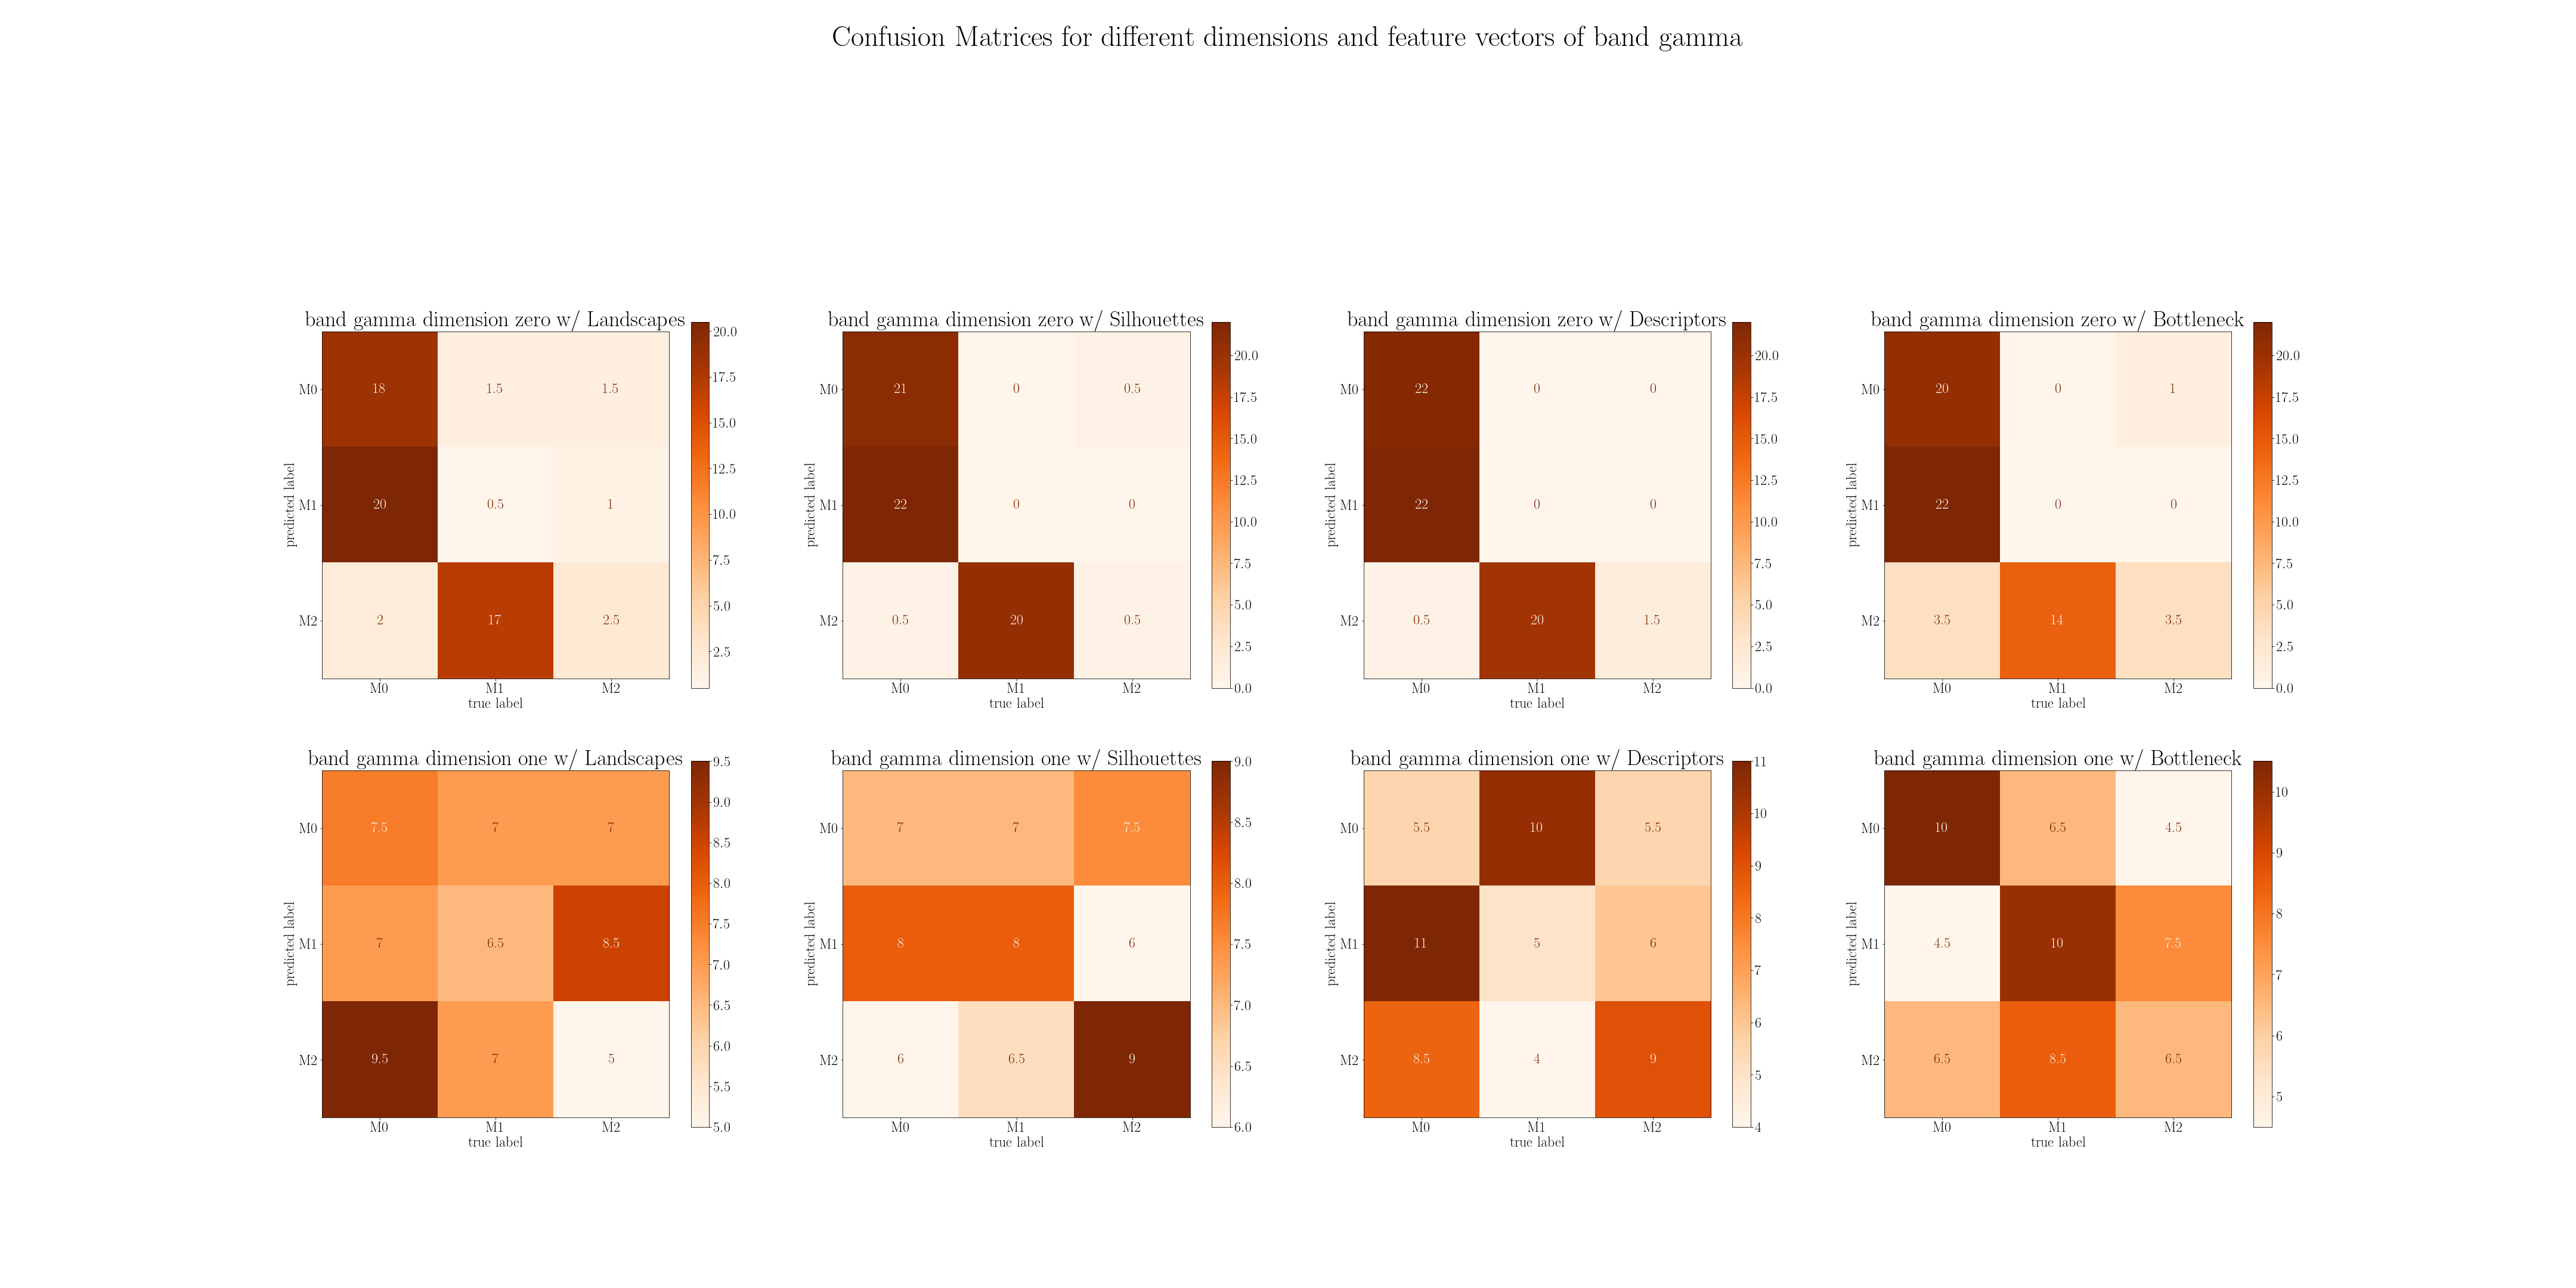 Confusion Matrices for different dimensions and feature vectors of band gamma
band gamma dimension zero w/ Landscapes
20.0
17.5
15.0
12.5
10.0
7.5
5.0
2.5
predicted label
M0 18 1.5 1.5
M1 20 0.5 1
M2 2 17 2.5
M0 M1 M2
true label
band gamma dimension zero w/ Silhouettes
20.0
17.5
15.0
12.5
10.0
7.5
5.0
2.5
0.0
predicted label
M0 21 0 0.5
M1 22 0 0
M2 0.5 20 0.5
M0 M1 M2
true label
band gamma dimension zero w/ Descriptors
20.0
17.5
15.0
12.5
10.0
7.5
5.0
2.5
0.0
predicted label
M0 22 0 0
M1 22 0 0
M2 0.5 20 1.5
M0 M1 M2
true label
band gamma dimension zero w/ Bottleneck
20.0
17.5
15.0
12.5
10.0
7.5
5.0
2.5
0.0
predicted label
M0 20 0 1
M1 22 0 0
M2 3.5 14 3.5
M0 M1 M2
true label
band gamma dimension one w/ Landscapes
9.5
9.0
8.5
8.0
7.5
7.0
6.5
6.0
5.5
5.0
predicted label
M0 7.5 7 7
M1 7 6.5 8.5
M2 9.5 7 5
M0 M1 M2
true label
band gamma dimension one w/ Silhouettes
9.0
8.5
8.0
7.5
7.0
6.5
6.0
predicted label
M0 7 7 7.5
M1 8 8 6
M2 6 6.5 9
M0 M1 M2
true label
band gamma dimension one w/ Descriptors
11
10
9
8
7
6
5
4
predicted label
M0 5.5 10 5.5
M1 11 5 6
M2 8.5 4 9
M0 M1 M2
true label
band gamma dimension one w/ Bottleneck
10
9
8
7
6
5
predicted label
M0 10 6.5 4.5
M1 4.5 10 7.5
M2 6.5 8.5 6.5
M0 M1 M2
true label